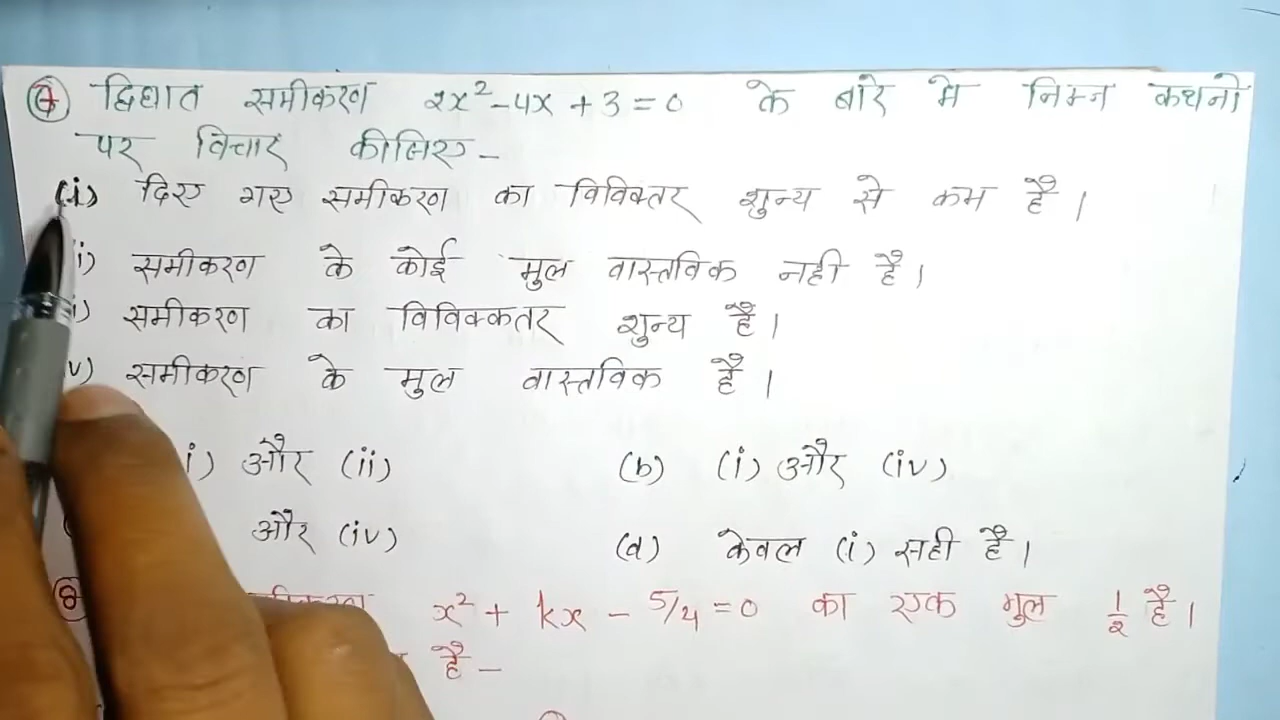 7 द्विघात समीकरण 2x² - 4x + 3 = 0 के बारे मे निम्न कथनो
पर विचार कीजिए -
(i) दिए गए समीकरण का विविक्तर शुन्य से कम है।
i) समीकरण के कोई मुल वास्तविक नही है।
i) समीकरण का विविक्कतर शुन्य है।
v) समीकरण के मुल वास्तविक है।
i) और (ii) (b) (i) और (iv)
और (iv) (d) केवल (i) सही है।
8 x² + kx - 5/4 = 0 का एक मुल 1/2 है।
है -